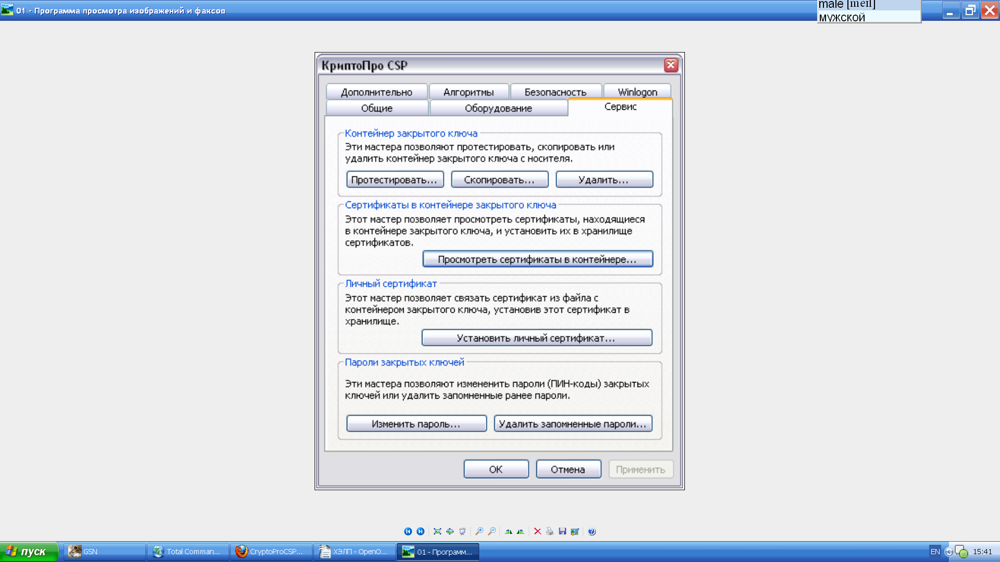 01 - Программа просмотра изображений и факсов
male [meil]
мужской
КриптоПро CSP
Дополнительно
Алгоритмы
Безопасность
Winlogon
Общие
Оборудование
Сервис
Контейнер закрытого ключа
Эти мастера позволяют протестировать, скопировать или
удалить контейнер закрытого ключа с носителя.
Протестировать...
Скопировать...
Удалить...
Сертификаты в контейнере закрытого ключа
Этот мастер позволяет просмотреть сертификаты, находящиеся
в контейнере закрытого ключа, и установить их в хранилище
сертификатов.
Просмотреть сертификаты в контейнере...
Личный сертификат
Этот мастер позволяет связать сертификат из файла с
контейнером закрытого ключа, установив этот сертификат в
хранилище.
Установить личный сертификат...
Пароли закрытых ключей
Эти мастера позволяют измененить пароли (ПИН-коды) закрытых
ключей или удалить запомненные ранее пароли.
Изменить пароль...
Удалить запомненные пароли...
ОК
Отмена
Применить
пуск
GSN
Total Comman...
CryptoProCSP...
ХЭЛП - OpenO...
01 - Программ...
EN
15:41